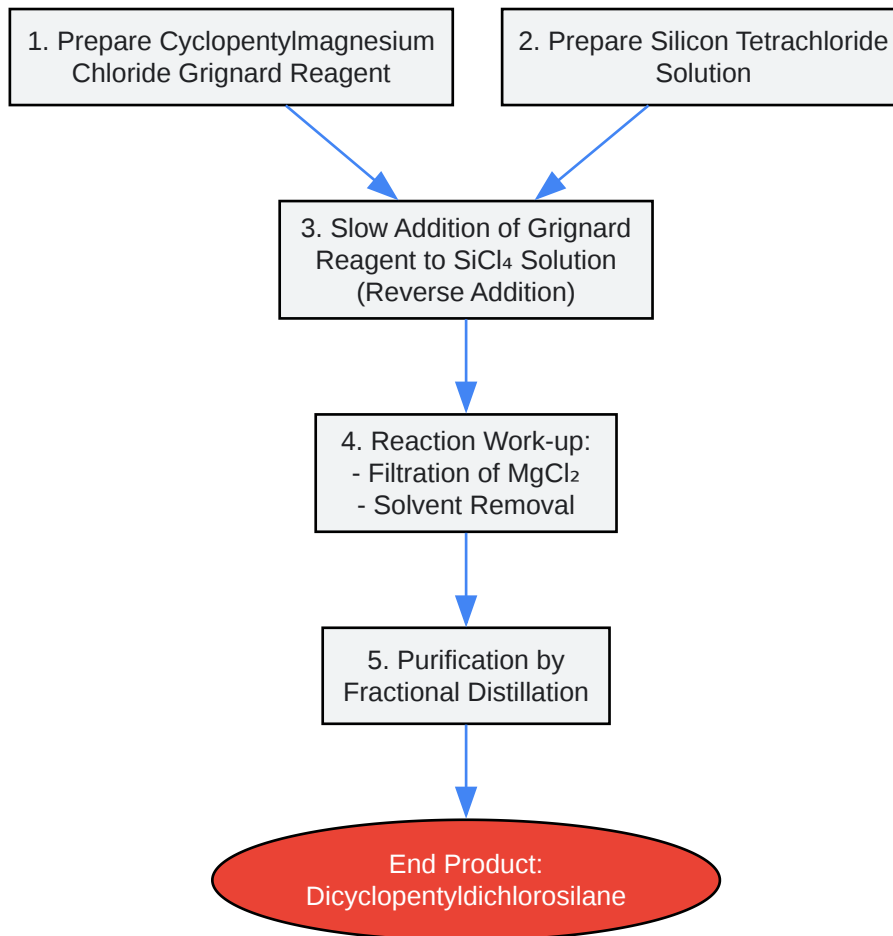 1. Prepare Cyclopentylmagnesium
Chloride Grignard Reagent
2. Prepare Silicon Tetrachloride
Solution
3. Slow Addition of Grignard
Reagent to SiCl₄ Solution
(Reverse Addition)
4. Reaction Work-up:
- Filtration of MgCl₂
- Solvent Removal
5. Purification by
Fractional Distillation
End Product:
Dicyclopentyldichlorosilane